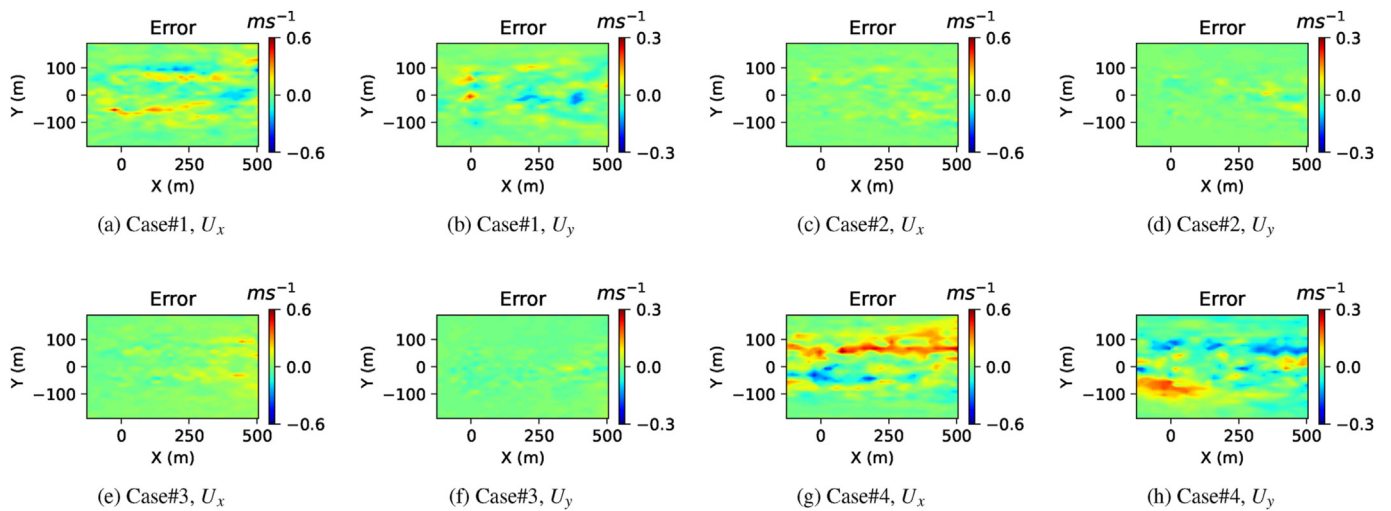 Error ms⁻¹ Error ms⁻¹ Error ms⁻¹ Error ms⁻¹
0.6 0.3 0.6 0.3
100 100 100 100
Y (m) 0 0.0 Y (m) 0 0.0 Y (m) 0 0.0 Y (m) 0 0.0
−100 −100 −100 −100
−0.6 −0.3 −0.6 −0.3
0 250 500 0 250 500 0 250 500 0 250 500
X (m) X (m) X (m) X (m)
(a) Case#1, Uₓ (b) Case#1, U_y (c) Case#2, Uₓ (d) Case#2, U_y
Error ms⁻¹ Error ms⁻¹ Error ms⁻¹ Error ms⁻¹
0.6 0.3 0.6 0.3
100 100 100 100
Y (m) 0 0.0 Y (m) 0 0.0 Y (m) 0 0.0 Y (m) 0 0.0
−100 −100 −100 −100
−0.6 −0.3 −0.6 −0.3
0 250 500 0 250 500 0 250 500 0 250 500
X (m) X (m) X (m) X (m)
(e) Case#3, Uₓ (f) Case#3, U_y (g) Case#4, Uₓ (h) Case#4, U_y